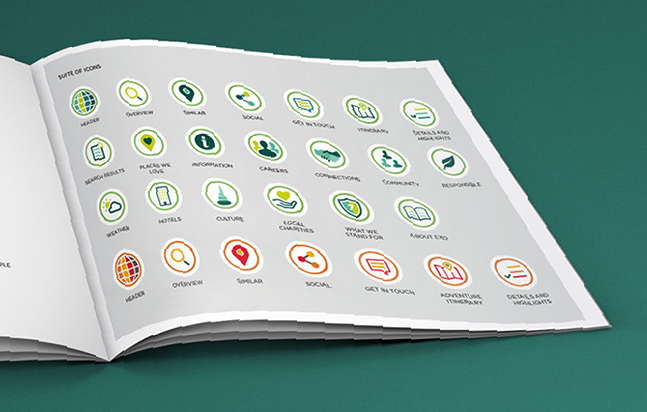 SUITE OF ICONS
HEADER
OVERVIEW
SIMILAR
SOCIAL
GET IN TOUCH
ITINERARY
DETAILS AND
HIGHLIGHTS
SEARCH RESULTS
PLACES WE
LOVE
INFORMATION
CAREERS
CONNECTIONS
COMMUNITY
RESPONSIBLE
WEATHER
HOTELS
CULTURE
LOCAL
CHARITIES
WHAT WE
STAND FOR
ABOUT EXO
PLE
HEADER
OVERVIEW
SIMILAR
SOCIAL
GET IN TOUCH
ADVENTURE
ITINERARY
DETAILS AND
HIGHLIGHTS